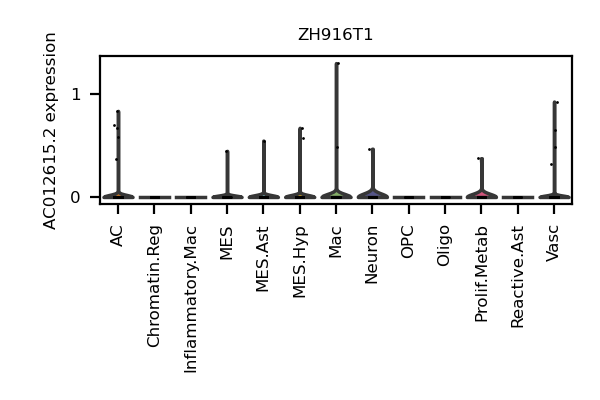 ZH916T1
AC012615.2 expression
1
0
AC
Chromatin.Reg
Inflammatory.Mac
MES
MES.Ast
MES.Hyp
Mac
Neuron
OPC
Oligo
Prolif.Metab
Reactive.Ast
Vasc